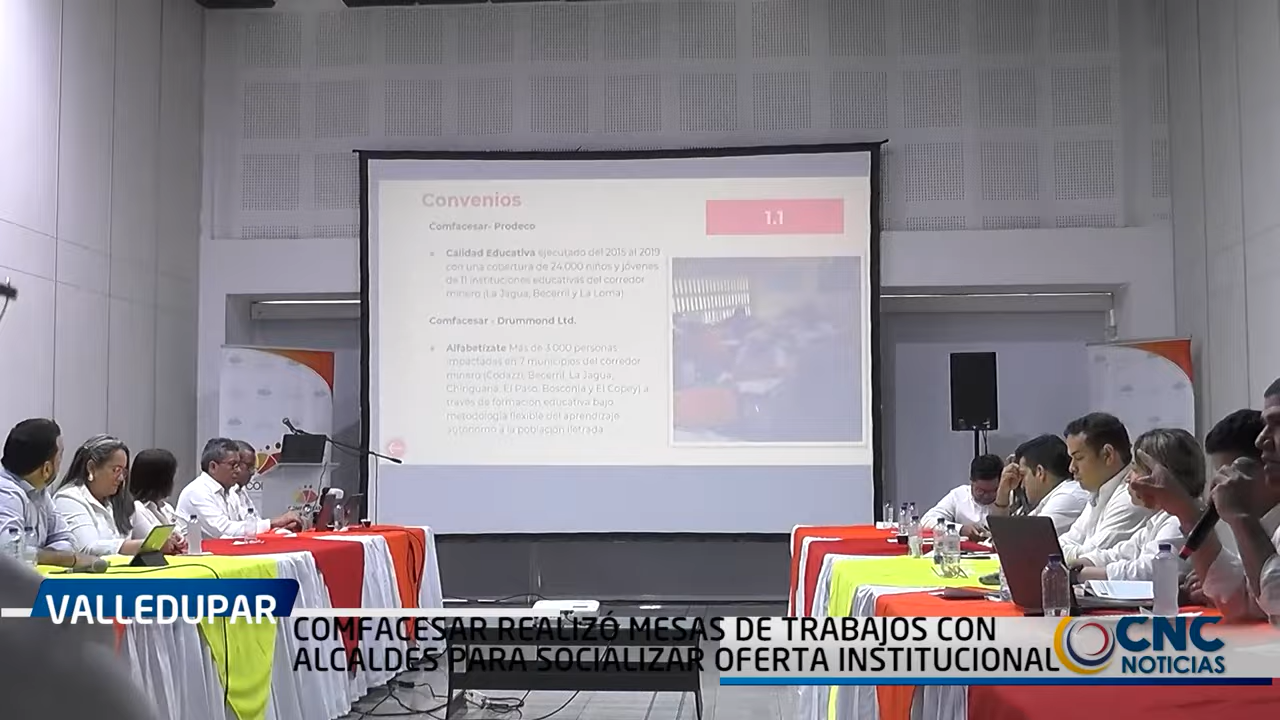 Convenios
1.1
Comfacesar- Prodeco
Calidad Educativa ejecutado del 2015 al 2019
con una cobertura de 24.000 niños y jóvenes
de 11 instituciones educativas del corredor
minero (La Jagua, Becerril y La Loma)
Comfacesar - Drummond Ltd.
Alfabetízate Más de 3.000 personas
impactadas en 7 municipios del corredor
minero (Codazzi, Becerril, La Jagua,
Chiriguaná, El Paso, Bosconia y El Copey) a
través de formación educativa bajo
metodología flexible del aprendizaje
autónomo a la población iletrada
VALLEDUPAR
COMFACESAR REALIZÓ MESAS DE TRABAJOS CON
ALCALDES PARA SOCIALIZAR OFERTA INSTITUCIONAL
CNC
NOTICIAS